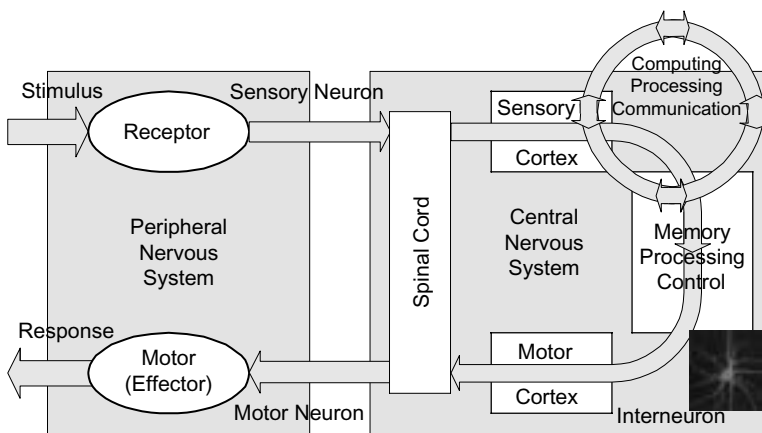 Computing
Processing
Communication
Stimulus
Sensory Neuron
Receptor
Sensory
Cortex
Peripheral
Nervous
System
Spinal Cord
Central
Nervous
System
Memory
Processing
Control
Response
Motor
(Effector)
Motor Neuron
Motor
Cortex
Interneuron